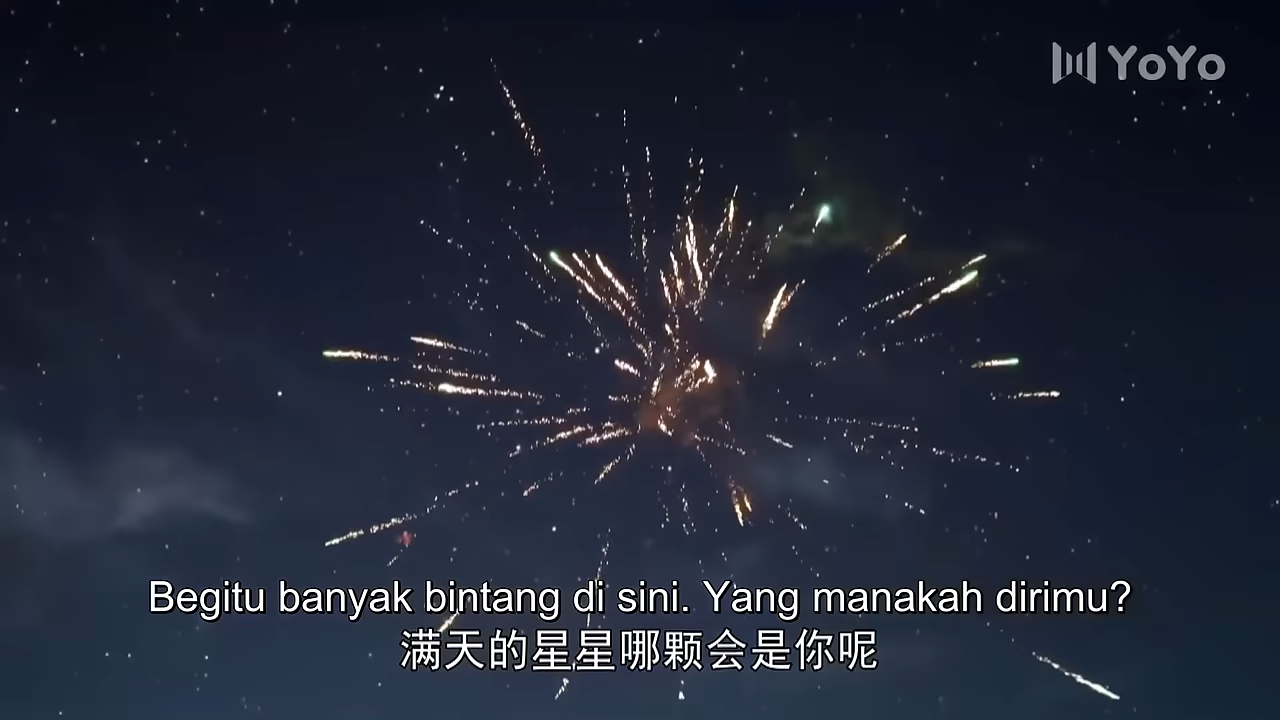 YoYo
Begitu banyak bintang di sini. Yang manakah dirimu?
满天的星星哪颗会是你呢